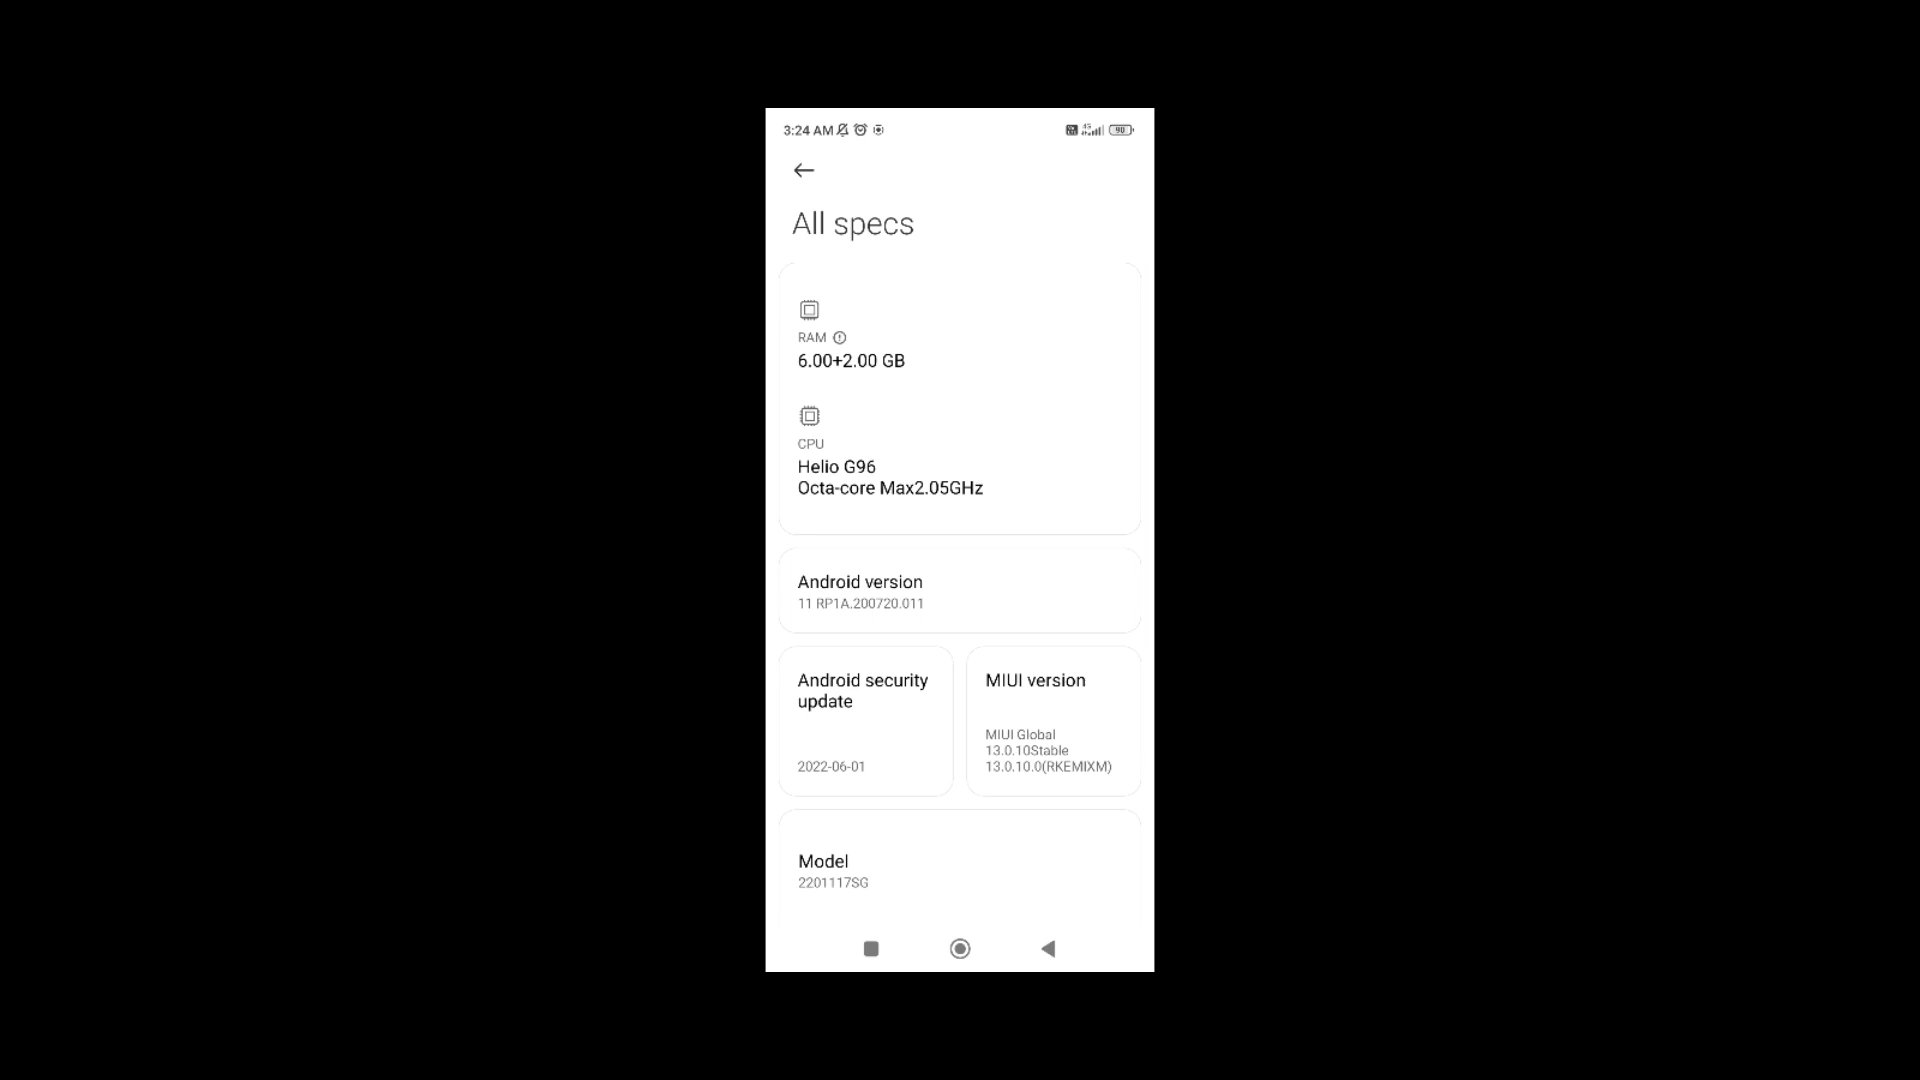 3:24 AM
4G
90
All specs
RAM
6.00+2.00 GB
CPU
Helio G96
Octa-core Max2.05GHz
Android version
11 RP1A.200720.011
Android security
update
2022-06-01
MIUI version
MIUI Global
13.0.10Stable
13.0.10.0(RKEMIXM)
Model
2201117SG